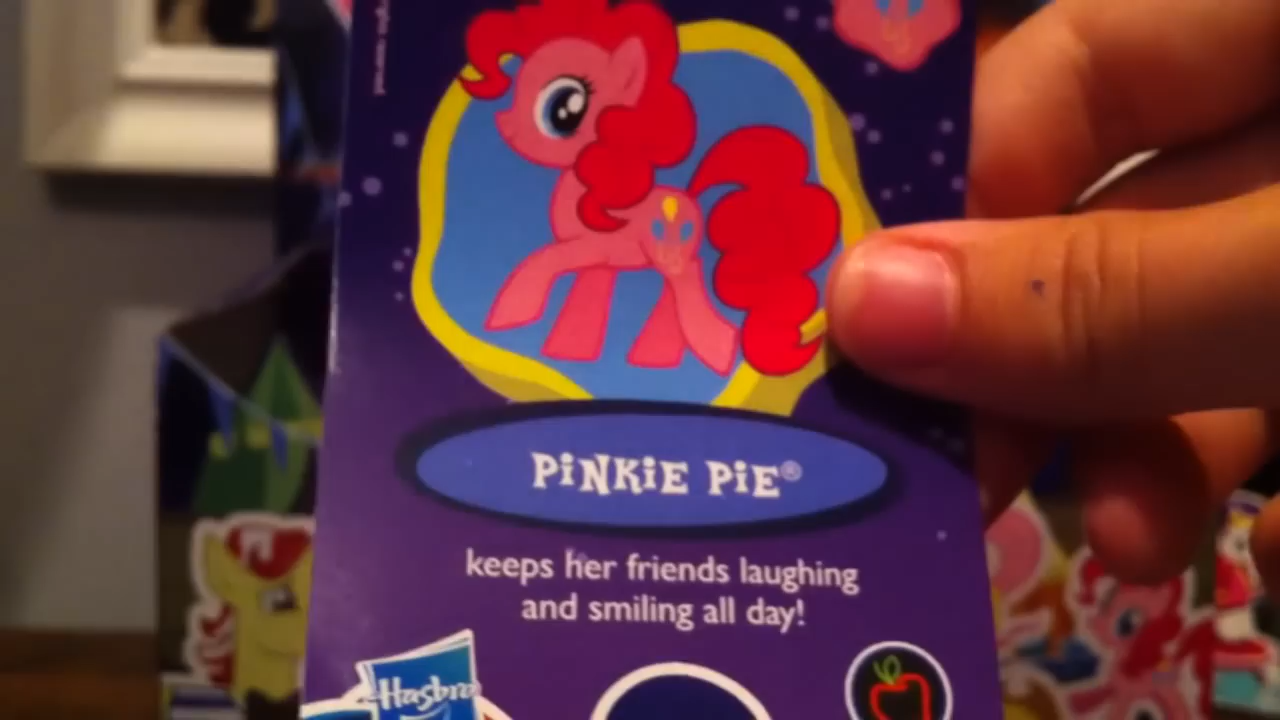 PiNKiE PiE®
keeps her friends laughing
and smiling all day!
Hasbro